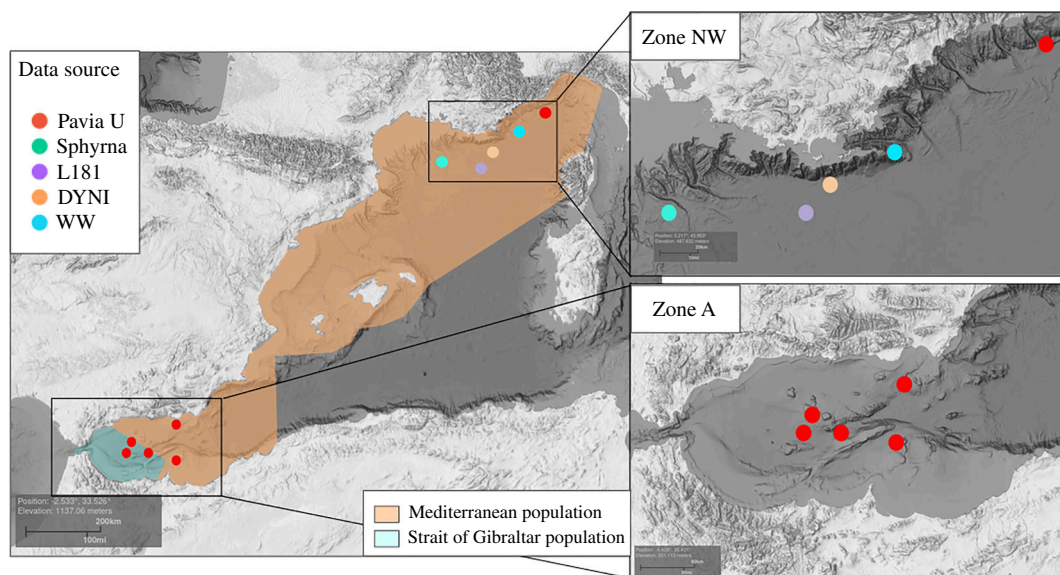 Data source
Pavia U
Sphyrna
L181
DYNI
WW
Zone NW
Zone A
Position: -2.533°, 33.526°
Elevation: 1137.06 meters
200km
100mi
Mediterranean population
Strait of Gibraltar population